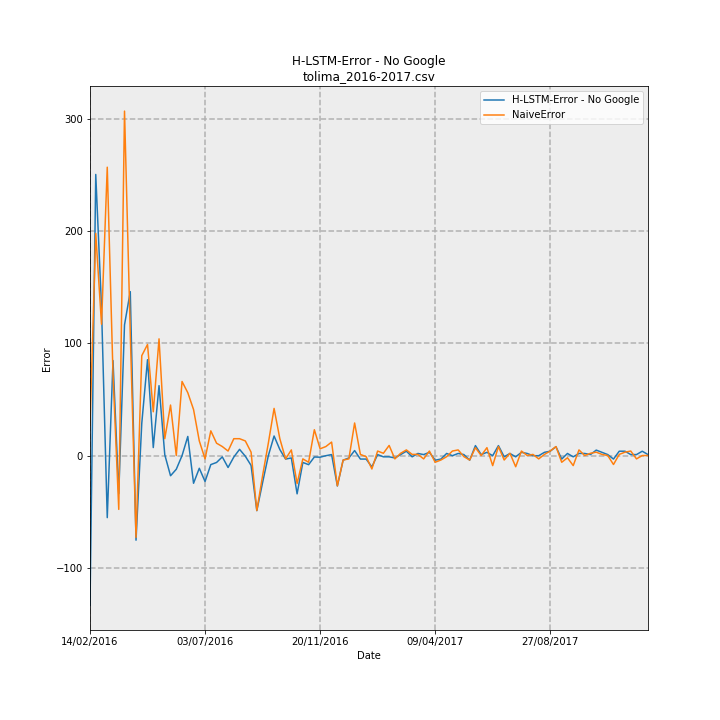 H-LSTM-Error - No Google
tolima_2016-2017.csv
H-LSTM-Error - No Google
NaiveError
300
200
100
0
−100
Error
14/02/2016
03/07/2016
20/11/2016
09/04/2017
27/08/2017
Date